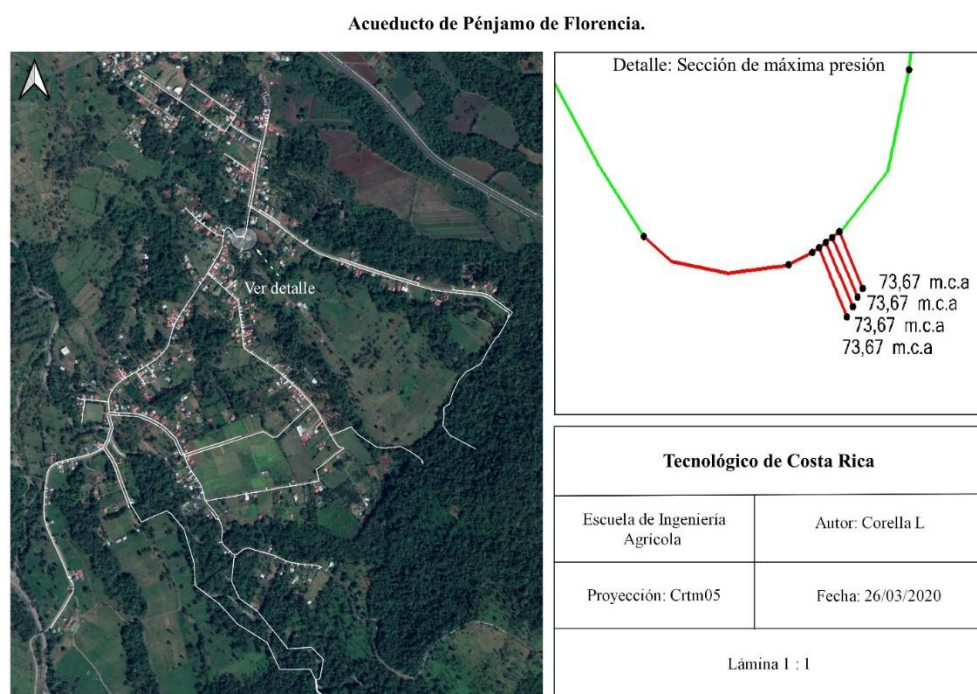 Acueducto de Pénjamo de Florencia.
Ver detalle
Detalle: Sección de máxima presión
73,67 m.c.a
73,67 m.c.a
73,67 m.c.a
73,67 m.c.a
Tecnológico de Costa Rica
Escuela de Ingeniería
Agrícola
Autor: Corella L
Proyección: Crtm05
Fecha: 26/03/2020
Lámina 1 : 1